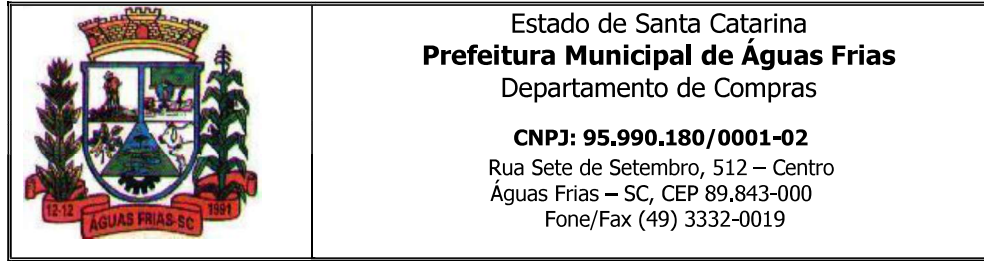 Estado de Santa Catarina
Prefeitura Municipal de Águas Frias
Departamento de Compras
CNPJ: 95.990.180/0001-02
Rua Sete de Setembro, 512 – Centro
Águas Frias – SC, CEP 89.843-000
Fone/Fax (49) 3332-0019
12-12
ÁGUAS FRIAS-SC
1991